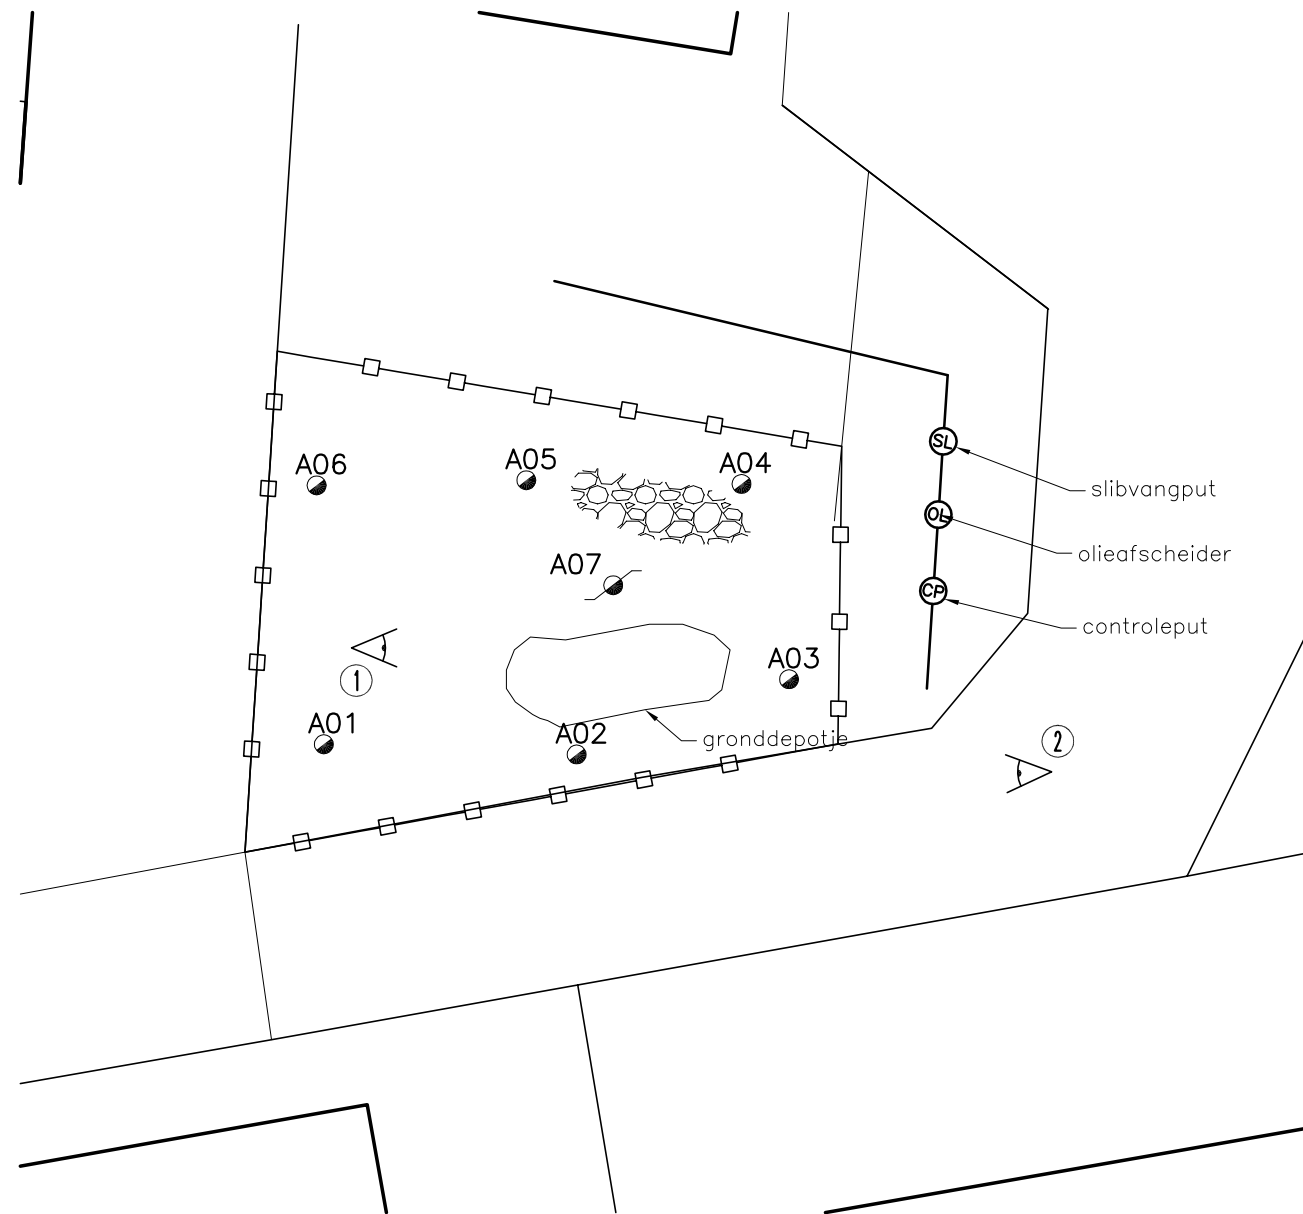 SL
A05
A06
A04
slibvangput
OL
olieafscheider
A07
CP
controleput
A03
1
A01
A02
gronddepotje
2